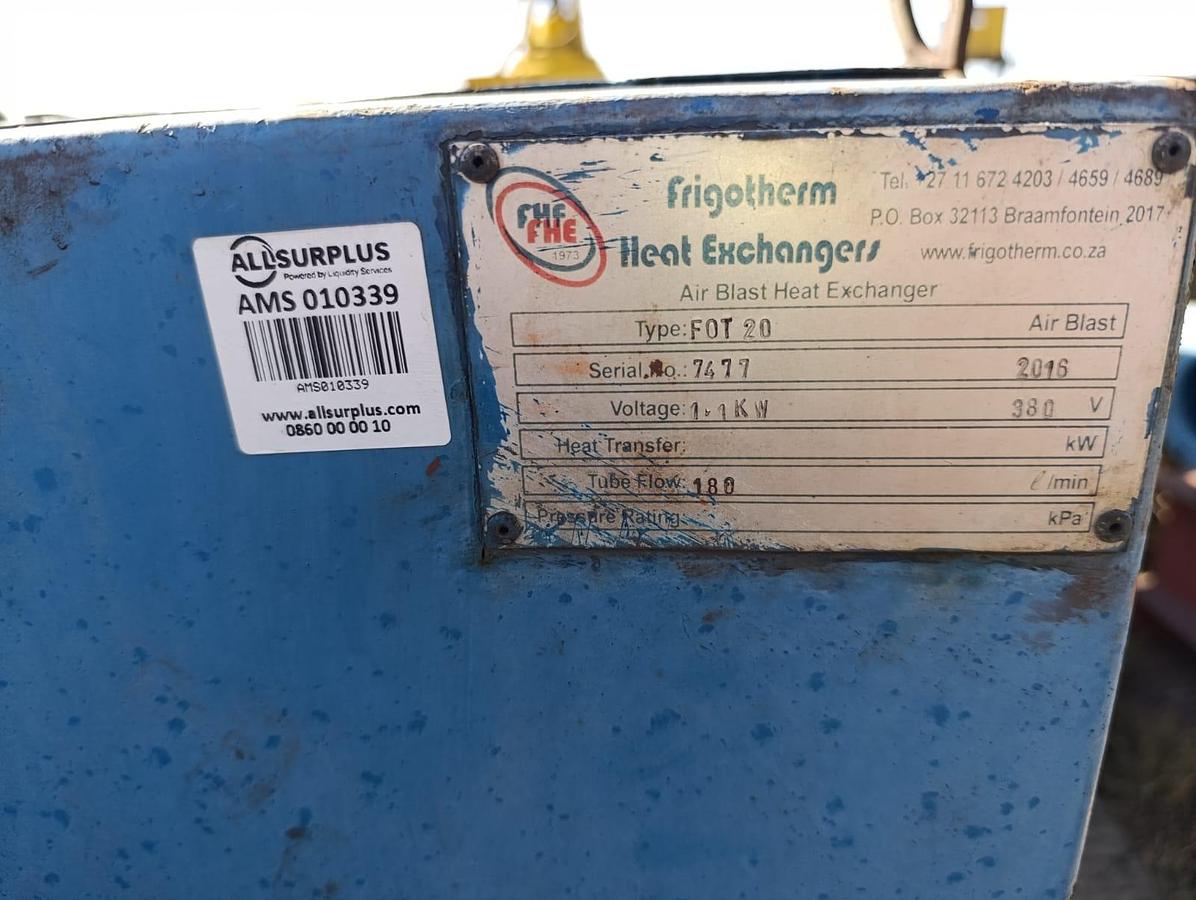 ALLSURPLUS
Powered by Liquidity Services
AMS 010339
AMS010339
www.allsurplus.com
0860 00 00 10
FHE
1973
Frigotherm
Heat Exchangers
Tel. +27 11 672 4203 / 4659 / 4689
P.O. Box 32113 Braamfontein 2017
www.frigotherm.co.za
Air Blast Heat Exchanger
Type: FOT 20 Air Blast
Serial No.: 7477 2016
Voltage: 1.1KW 380 V
Heat Transfer: kW
Tube Flow: 180 ℓ/min
Pressure Rating: kPa